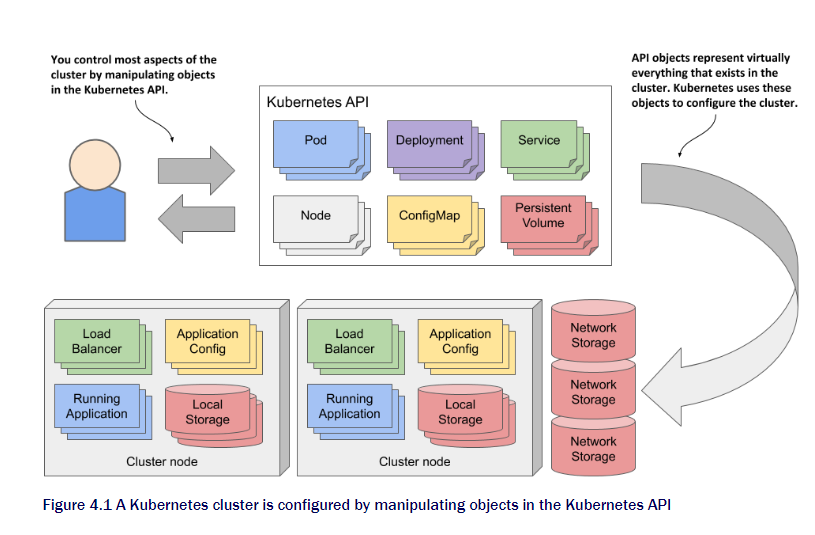 You control most aspects of the
cluster by manipulating objects
in the Kubernetes API.
API objects represent virtually
everything that exists in the
cluster. Kubernetes uses these
objects to configure the cluster.
Kubernetes API
Pod
Deployment
Service
Node
ConfigMap
Persistent
Volume
Load
Balancer
Application
Config
Running
Application
Local
Storage
Cluster node
Load
Balancer
Application
Config
Running
Application
Local
Storage
Cluster node
Network
Storage
Network
Storage
Network
Storage
Figure 4.1 A Kubernetes cluster is configured by manipulating objects in the Kubernetes API